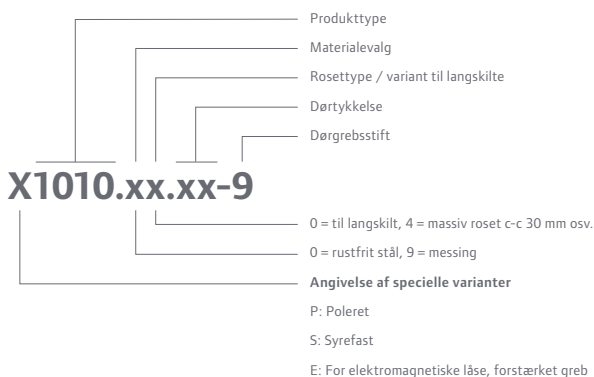 Produkttype
Materialevalg
Rosettype / variant til langskilte
Dørtykkelse
Dørgrebsstift
X1010.xx.xx-9
0 = til langskilt, 4 = massiv roset c-c 30 mm osv.
0 = rustfrit stål, 9 = messing
Angivelse af specielle varianter
P: Poleret
S: Syrefast
E: For elektromagnetiske låse, forstærket greb